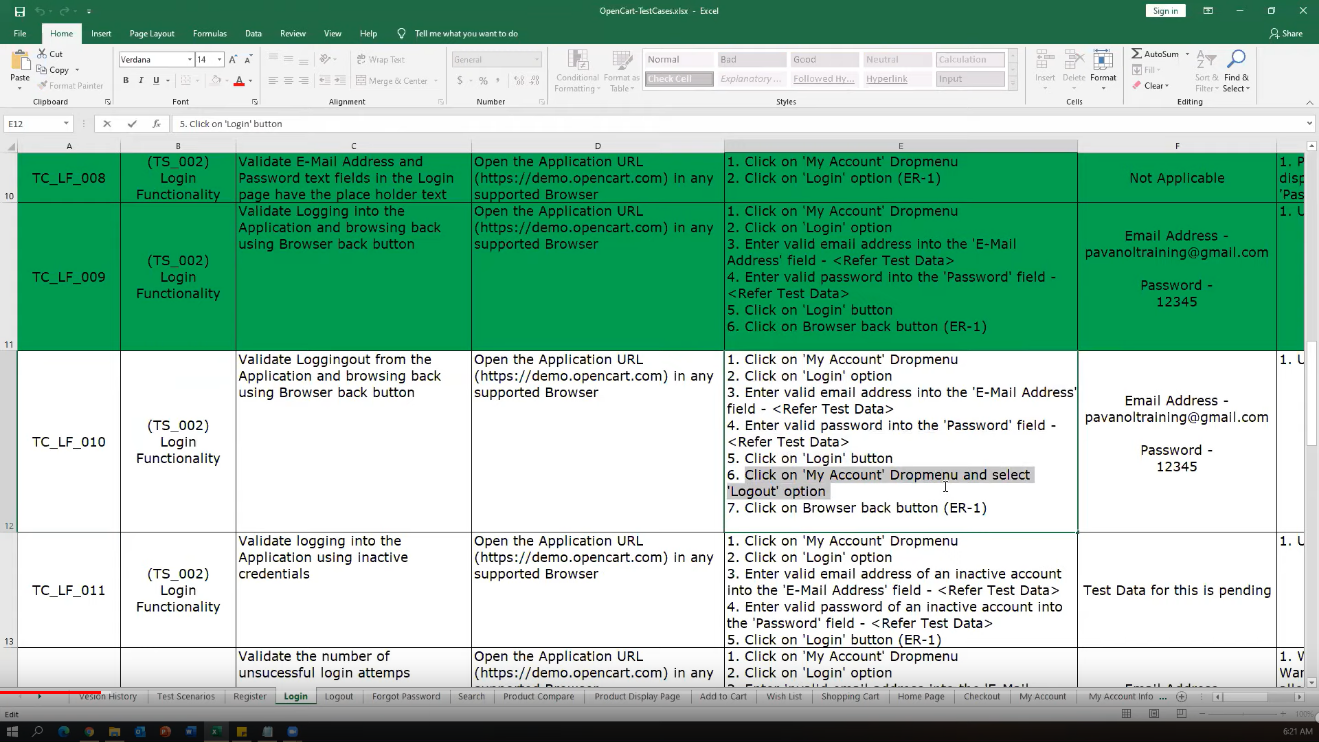 OpenCart-TestCases.xlsx - Excel
Sign in
File Home Insert Page Layout Formulas Data Review View Help Tell me what you want to do Share
Paste
Cut
Copy
Format Painter
Clipboard
Verdana 14
B I U
Font
Wrap Text
Merge & Center
Alignment
General
Number
Conditional Formatting
Format as Table
Normal Bad Good Neutral Calculation
Check Cell Explanatory ... Followed Hy... Hyperlink Input
Styles
Insert Delete Format
Cells
AutoSum
Fill
Clear
Sort & Filter
Find & Select
Editing
E12
fx
5. Click on 'Login' button
A B C D E F
10
TC_LF_008
(TS_002)
Login
Functionality
Validate E-Mail Address and
Password text fields in the Login
page have the place holder text
Open the Application URL
(https://demo.opencart.com) in any
supported Browser
1. Click on 'My Account' Dropmenu
2. Click on 'Login' option (ER-1)
Not Applicable
11
TC_LF_009
(TS_002)
Login
Functionality
Validate Logging into the
Application and browsing back
using Browser back button
Open the Application URL
(https://demo.opencart.com) in any
supported Browser
1. Click on 'My Account' Dropmenu
2. Click on 'Login' option
3. Enter valid email address into the 'E-Mail
Address' field - <Refer Test Data>
4. Enter valid password into the 'Password' field -
<Refer Test Data>
5. Click on 'Login' button
6. Click on Browser back button (ER-1)
Email Address -
pavanoltraining@gmail.com
Password -
12345
12
TC_LF_010
(TS_002)
Login
Functionality
Validate Loggingout from the
Application and browsing back
using Browser back button
Open the Application URL
(https://demo.opencart.com) in any
supported Browser
1. Click on 'My Account' Dropmenu
2. Click on 'Login' option
3. Enter valid email address into the 'E-Mail Address'
field - <Refer Test Data>
4. Enter valid password into the 'Password' field -
<Refer Test Data>
5. Click on 'Login' button
6. Click on 'My Account' Dropmenu and select
'Logout' option
7. Click on Browser back button (ER-1)
Email Address -
pavanoltraining@gmail.com
Password -
12345
13
TC_LF_011
(TS_002)
Login
Functionality
Validate logging into the
Application using inactive
credentials
Open the Application URL
(https://demo.opencart.com) in any
supported Browser
1. Click on 'My Account' Dropmenu
2. Click on 'Login' option
3. Enter valid email address of an inactive account
into the 'E-Mail Address' field - <Refer Test Data>
4. Enter valid password of an inactive account into
the 'Password' field - <Refer Test Data>
5. Click on 'Login' button (ER-1)
Test Data for this is pending
Validate the number of
unsucessful login attemps
Open the Application URL
(https://demo.opencart.com) in any
1. Click on 'My Account' Dropmenu
2. Click on 'Login' option
Vesion History Test Scenarios Register Login Logout Forgot Password Search Product Compare Product Display Page Add to Cart Wish List Shopping Cart Home Page Checkout My Account My Account Info ...
Edit
100%
6:21 AM